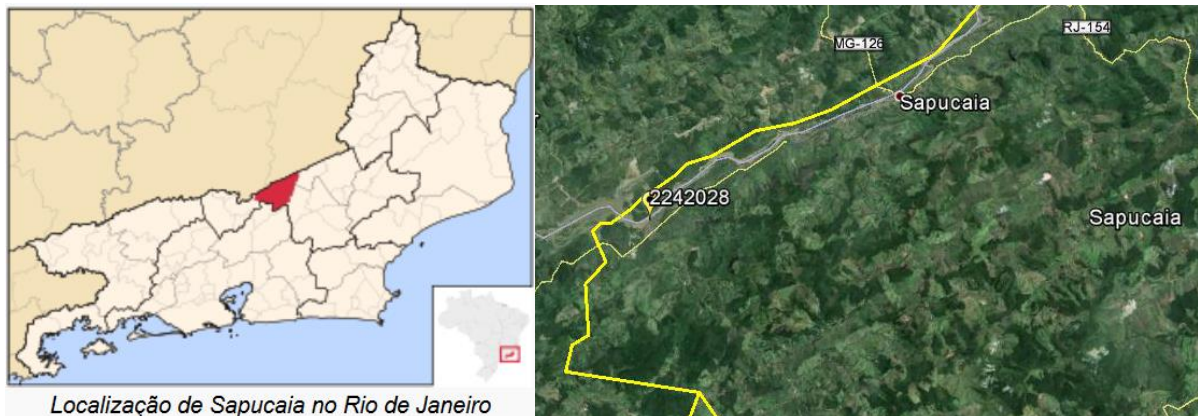 Localização de Sapucaia no Rio de Janeiro
MG-126
RJ-154
Sapucaia
2242028
Sapucaia